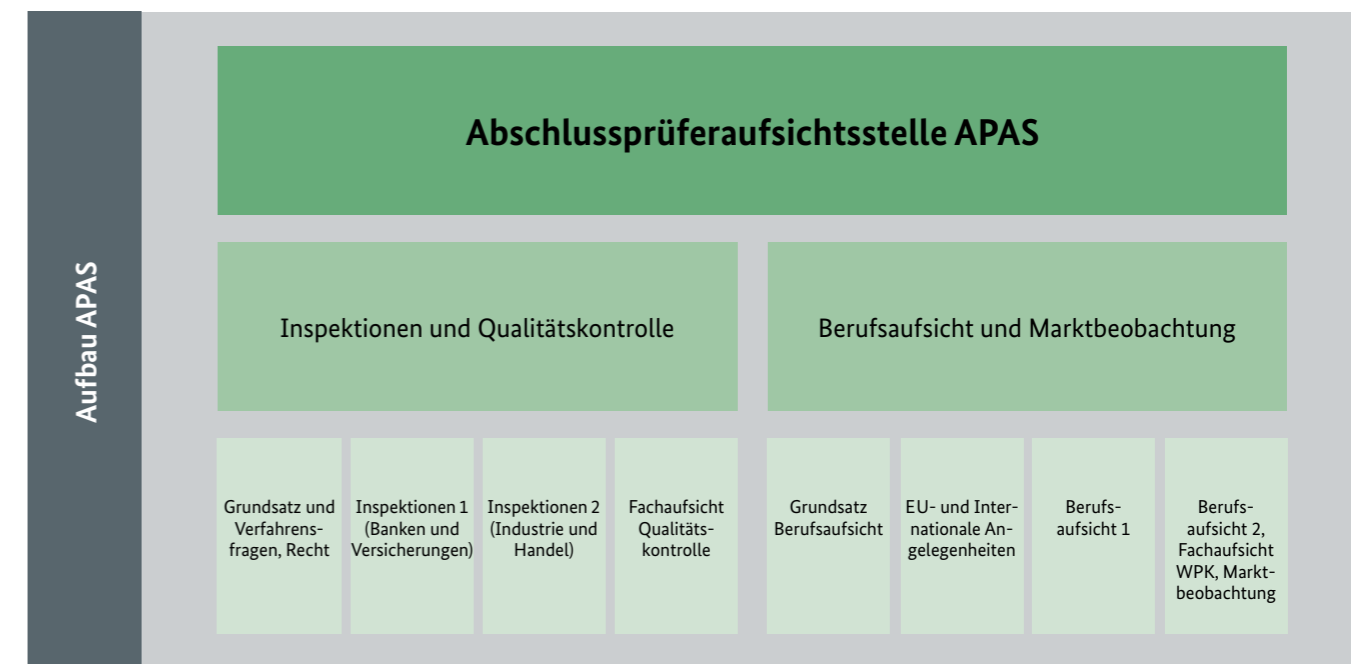 Aufbau APAS
Abschlussprüferaufsichtsstelle APAS
Inspektionen und Qualitätskontrolle
Berufsaufsicht und Marktbeobachtung
Grundsatz und
Verfahrens-
fragen, Recht
Inspektionen 1
(Banken und
Versicherungen)
Inspektionen 2
(Industrie und
Handel)
Fachaufsicht
Qualitäts-
kontrolle
Grundsatz
Berufsaufsicht
EU- und Inter-
nationale An-
gelegenheiten
Berufs-
aufsicht 1
Berufs-
aufsicht 2,
Fachaufsicht
WPK, Markt-
beobachtung